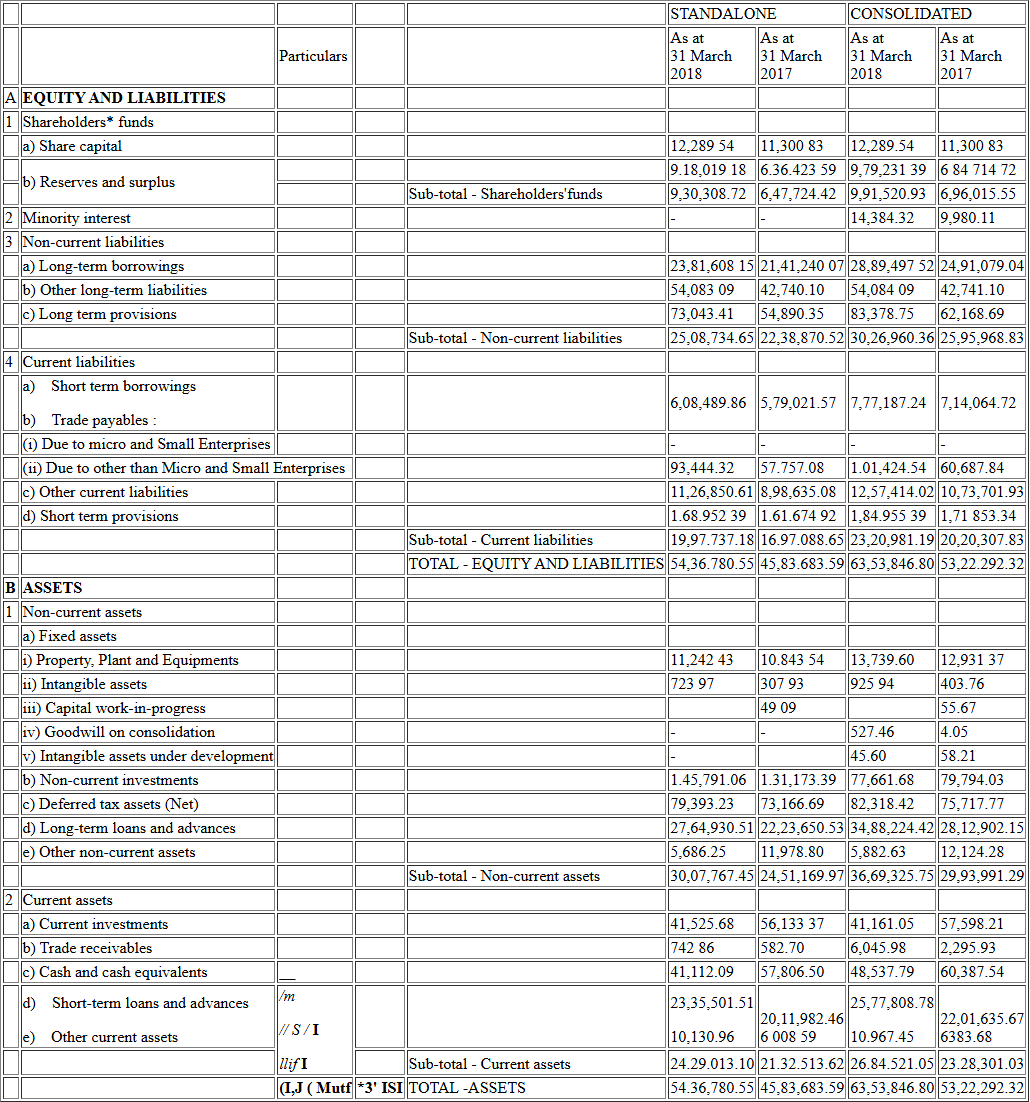 STANDALONE CONSOLIDATED
Particulars As at 31 March 2018 As at 31 March 2017 As at 31 March 2018 As at 31 March 2017
A EQUITY AND LIABILITIES
1 Shareholders* funds
a) Share capital 12,289 54 11,300 83 12,289.54 11,300 83
b) Reserves and surplus 9.18,019 18 6.36.423 59 9,79,231 39 6 84 714 72
Sub-total - Shareholders'funds 9,30,308.72 6,47,724.42 9,91,520.93 6,96,015.55
2 Minority interest - - 14,384.32 9,980.11
3 Non-current liabilities
a) Long-term borrowings 23,81,608 15 21,41,240 07 28,89,497 52 24,91,079.04
b) Other long-term liabilities 54,083 09 42,740.10 54,084 09 42,741.10
c) Long term provisions 73,043.41 54,890.35 83,378.75 62,168.69
Sub-total - Non-current liabilities 25,08,734.65 22,38,870.52 30,26,960.36 25,95,968.83
4 Current liabilities
a) Short term borrowings
6,08,489.86 5,79,021.57 7,77,187.24 7,14,064.72
b) Trade payables :
(i) Due to micro and Small Enterprises - - - -
(ii) Due to other than Micro and Small Enterprises 93,444.32 57.757.08 1.01,424.54 60,687.84
c) Other current liabilities 11,26,850.61 8,98,635.08 12,57,414.02 10,73,701.93
d) Short term provisions 1.68.952 39 1.61.674 92 1,84.955 39 1,71 853.34
Sub-total - Current liabilities 19,97.737.18 16.97.088.65 23,20,981.19 20,20,307.83
TOTAL - EQUITY AND LIABILITIES 54,36.780.55 45,83.683.59 63,53,846.80 53,22.292.32
B ASSETS
1 Non-current assets
a) Fixed assets
i) Property, Plant and Equipments 11,242 43 10.843 54 13,739.60 12,931 37
ii) Intangible assets 723 97 307 93 925 94 403.76
iii) Capital work-in-progress 49 09 55.67
iv) Goodwill on consolidation - - 527.46 4.05
v) Intangible assets under development - 45.60 58.21
b) Non-current investments 1.45,791.06 1.31,173.39 77,661.68 79,794.03
c) Deferred tax assets (Net) 79,393.23 73,166.69 82,318.42 75,717.77
d) Long-term loans and advances 27,64,930.51 22,23,650.53 34,88,224.42 28,12,902.15
e) Other non-current assets 5,686.25 11,978.80 5,882.63 12,124.28
Sub-total - Non-current assets 30,07,767.45 24,51,169.97 36,69,325.75 29,93,991.29
2 Current assets
a) Current investments 41,525.68 56,133 37 41,161.05 57,598.21
b) Trade receivables 742 86 582.70 6,045.98 2,295.93
c) Cash and cash equivalents __ 41,112.09 57,806.50 48,537.79 60,387.54
d) Short-term loans and advances /m 23,35,501.51 20,11,982.46 25,77,808.78 22,01,635.67
e) Other current assets // S / I 10,130.96 6 008 59 10.967.45 6383.68
llif I Sub-total - Current assets 24.29.013.10 21.32.513.62 26.84.521.05 23.28,301.03
(I,J ( Mutf *3' ISI TOTAL -ASSETS 54.36,780.55 45,83,683.59 63,53,846.80 53,22,292.32